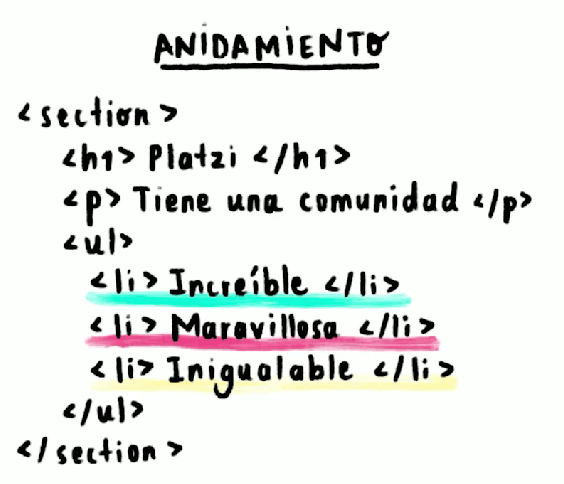 ANIDAMIENTO
<section>
<h1> Platzi </h1>
<p> Tiene una comunidad </p>
<ul>
<li> Increíble </li>
<li> Maravillosa </li>
<li> Inigualable </li>
</ul>
</section>